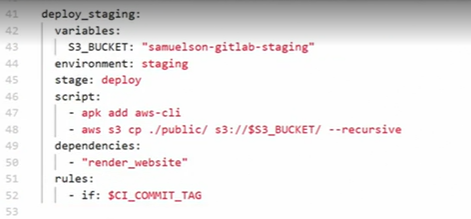 41 deploy_staging:
42 variables:
43 S3_BUCKET: "samuelson-gitlab-staging"
44 environment: staging
45 stage: deploy
46 script:
47 - apk add aws-cli
48 - aws s3 cp ./public/ s3://$S3_BUCKET/ --recursive
49 dependencies:
50 - "render_website"
51 rules:
52 - if: $CI_COMMIT_TAG
53